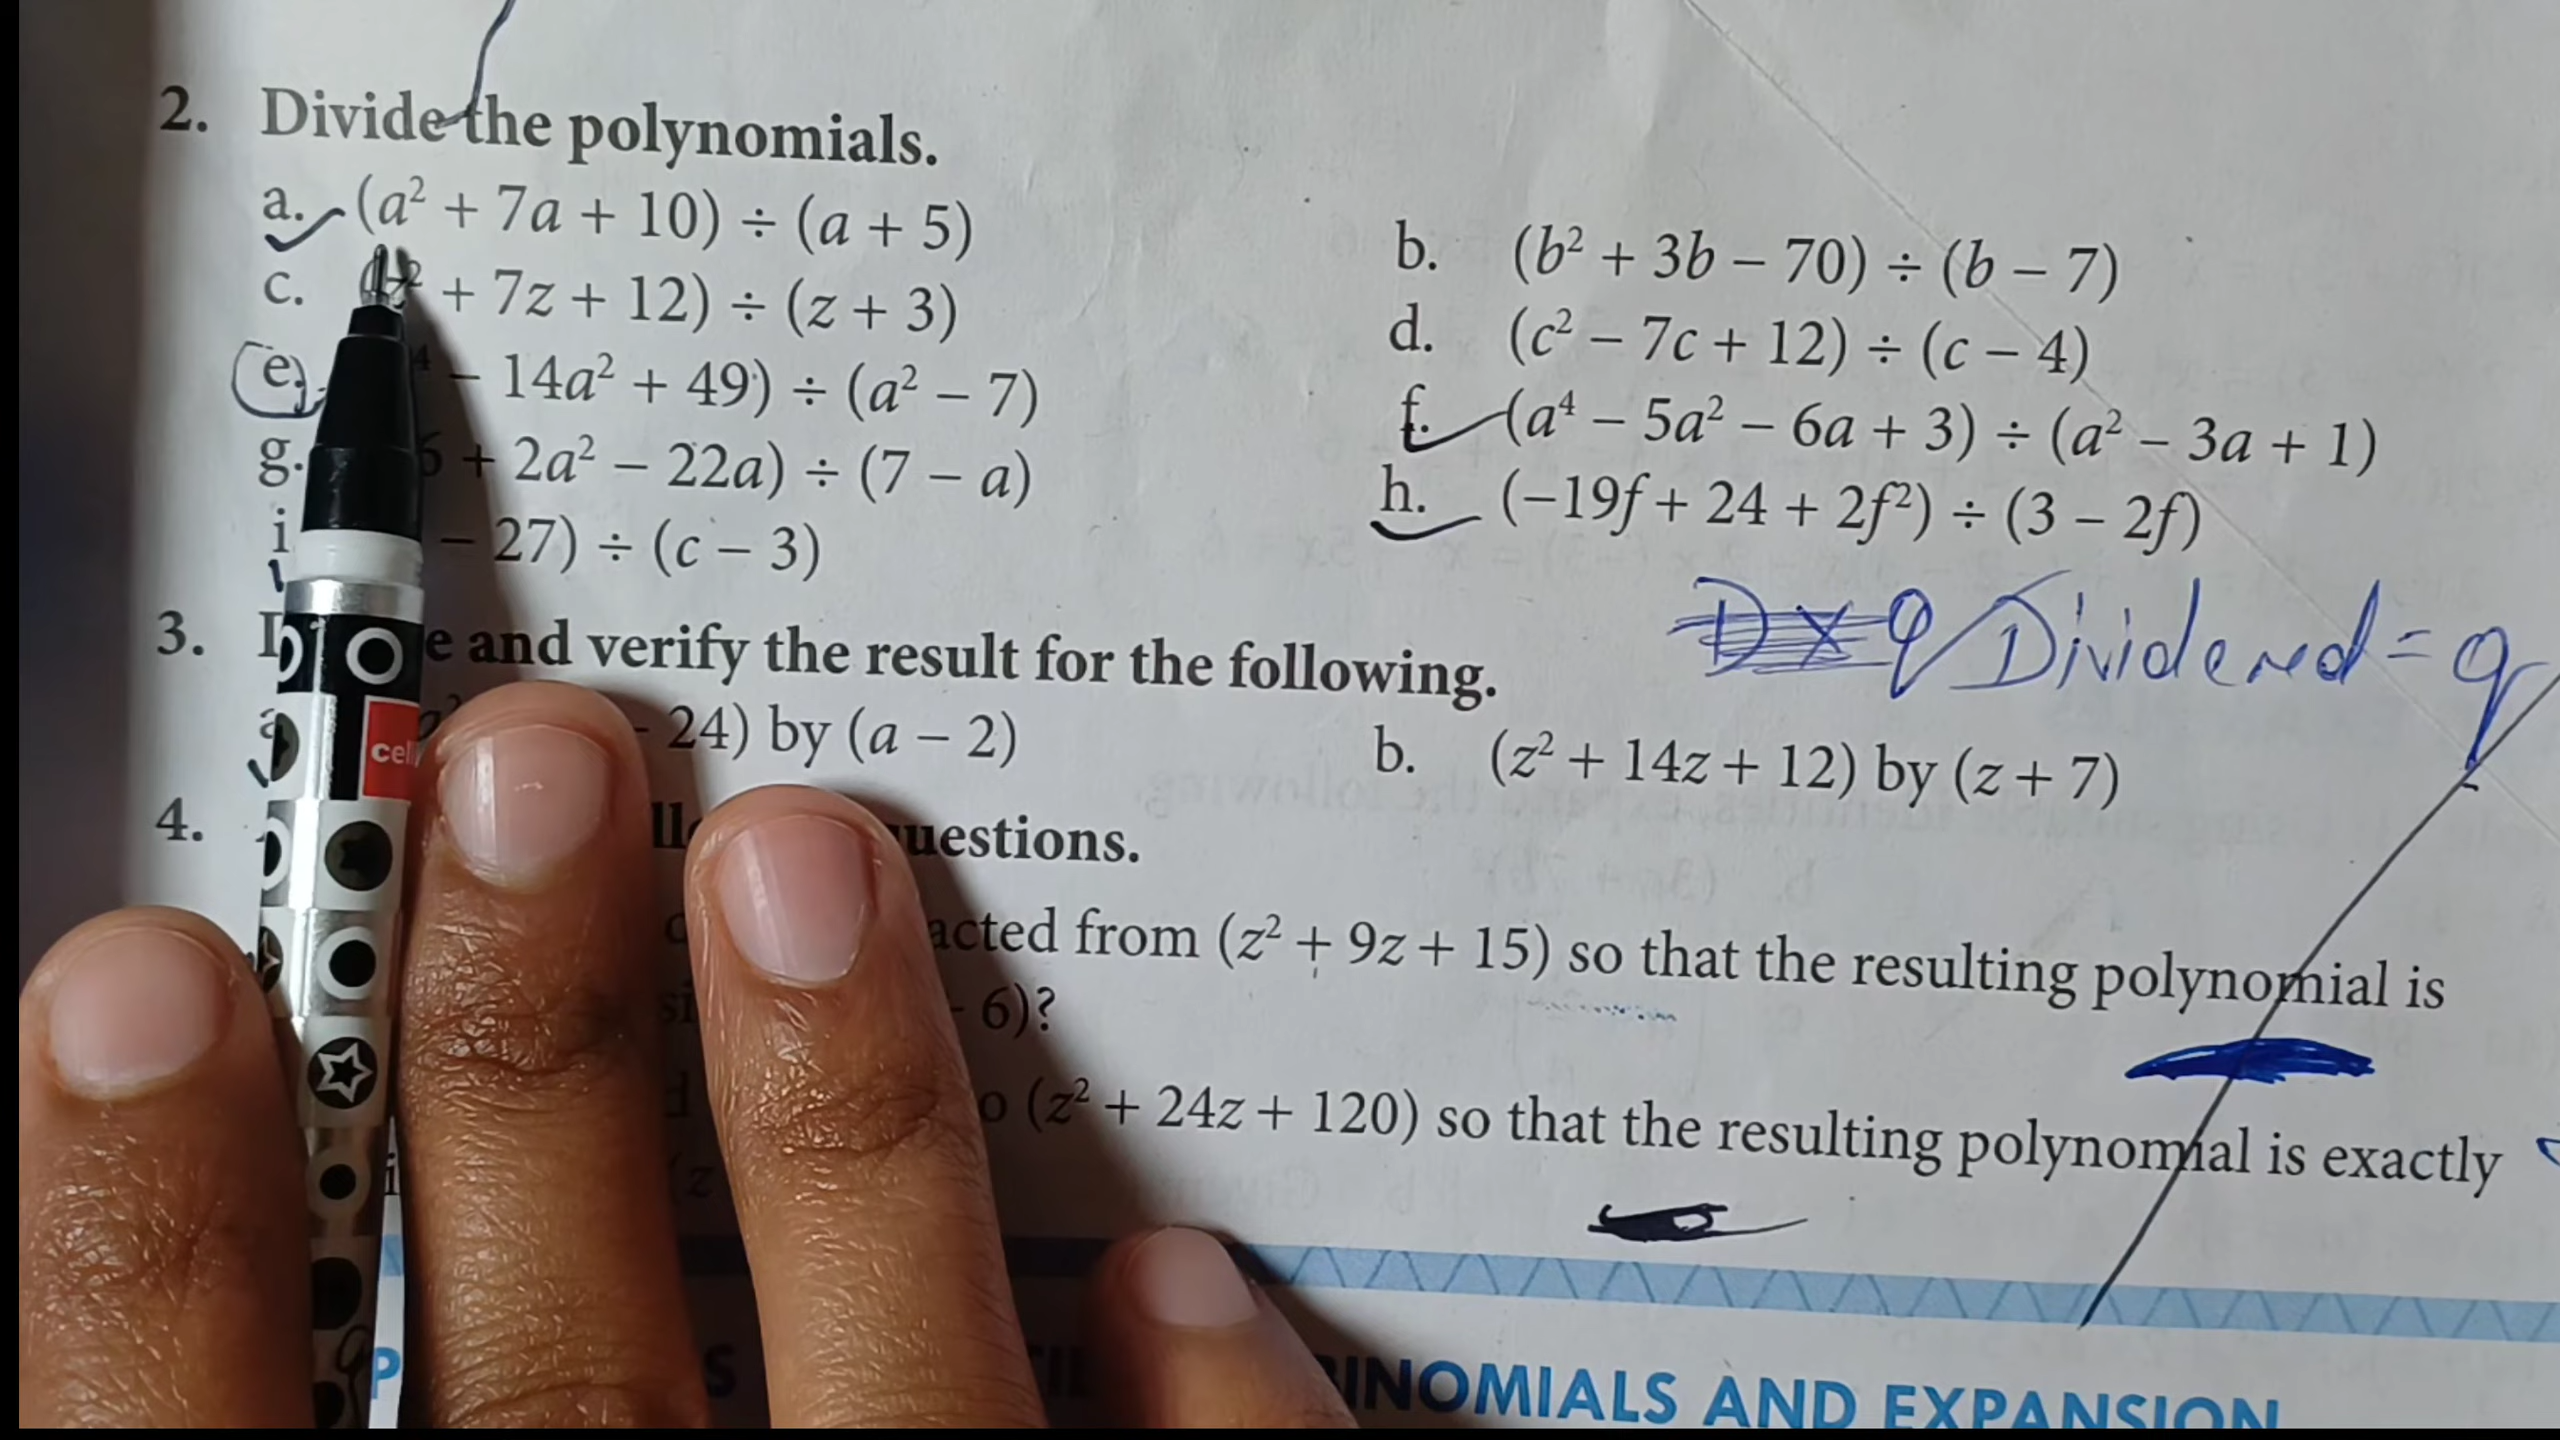 2. Divide the polynomials.
a. (a² + 7a + 10) ÷ (a + 5)
b. (b² + 3b – 70) ÷ (b – 7)
c. + 7z + 12) ÷ (z + 3)
d. (c² – 7c + 12) ÷ (c – 4)
e. – 14a² + 49) ÷ (a² – 7)
f. (a⁴ – 5a² – 6a + 3) ÷ (a² – 3a + 1)
g. + 2a² – 22a) ÷ (7 – a)
h. (–19f + 24 + 2f²) ÷ (3 – 2f)
i – 27) ÷ (c – 3)
Dividened = q
3. and verify the result for the following.
24) by (a – 2)
b. (z² + 14z + 12) by (z + 7)
4.
from (z² + 9z + 15) so that the resulting polynomial is
6)?
(z² + 24z + 120) so that the resulting polynomial is exactly
AND EXPANSION